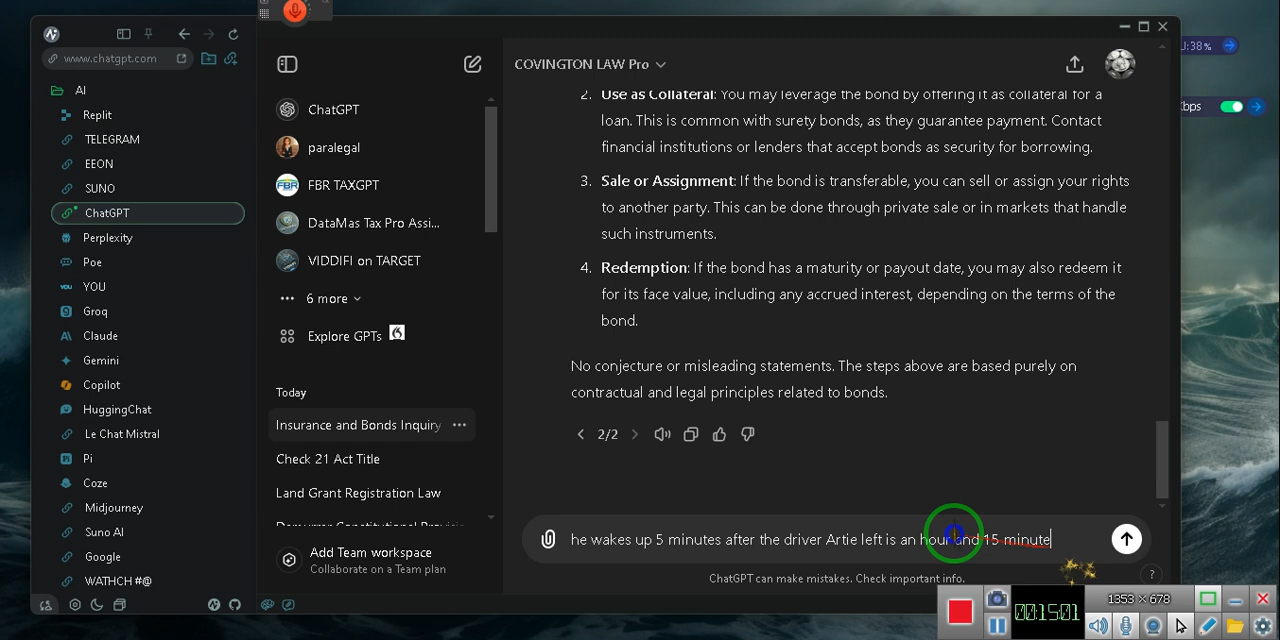 J:38%
www.chatgpt.com
COVINGTON LAW Pro
Kbps
AI
Replit
TELEGRAM
EEON
SUNO
ChatGPT
Perplexity
Poe
YOU
YOU
Groq
Claude
Gemini
Copilot
HuggingChat
Le Chat Mistral
Pi
Coze
Midjourney
Suno AI
Google
WATHCH #@
ChatGPT
paralegal
FBR
FBR TAXGPT
DataMas Tax Pro Assi...
VIDDIFI on TARGET
6 more
Explore GPTs
Today
Insurance and Bonds Inquiry
Check 21 Act Title
Land Grant Registration Law
Demurrer Constitutional Provisio
Add Team workspace
Collaborate on a Team plan
2. Use as Collateral: You may leverage the bond by offering it as collateral for a
loan. This is common with surety bonds, as they guarantee payment. Contact
financial institutions or lenders that accept bonds as security for borrowing.
3. Sale or Assignment: If the bond is transferable, you can sell or assign your rights
to another party. This can be done through private sale or in markets that handle
such instruments.
4. Redemption: If the bond has a maturity or payout date, you may also redeem it
for its face value, including any accrued interest, depending on the terms of the
bond.
No conjecture or misleading statements. The steps above are based purely on
contractual and legal principles related to bonds.
2/2
he wakes up 5 minutes after the driver Artie left is an hour and 15 minute
ChatGPT can make mistakes. Check important info.
?
00:15:01
1353 × 678